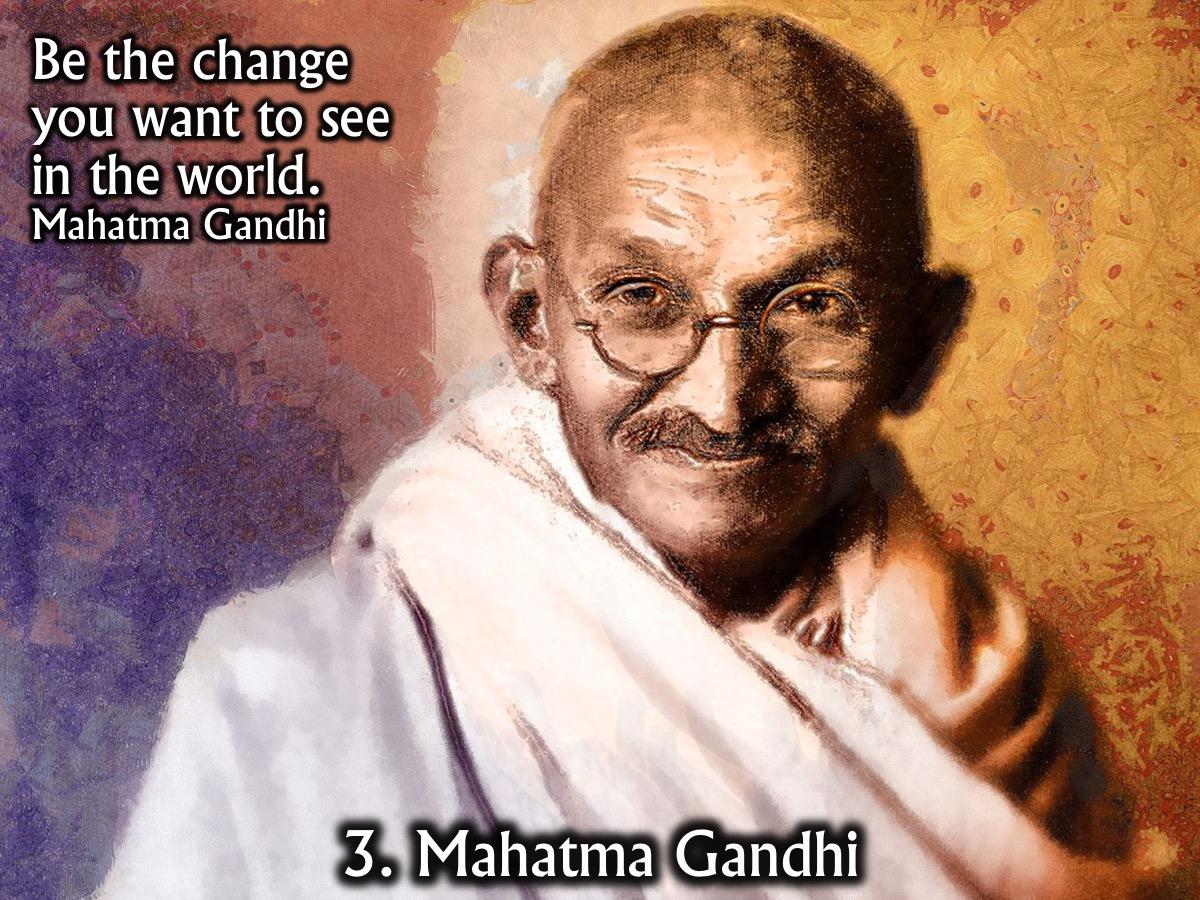 Be the change
you want to see
in the world.
Mahatma Gandhi
3. Mahatma Gandhi